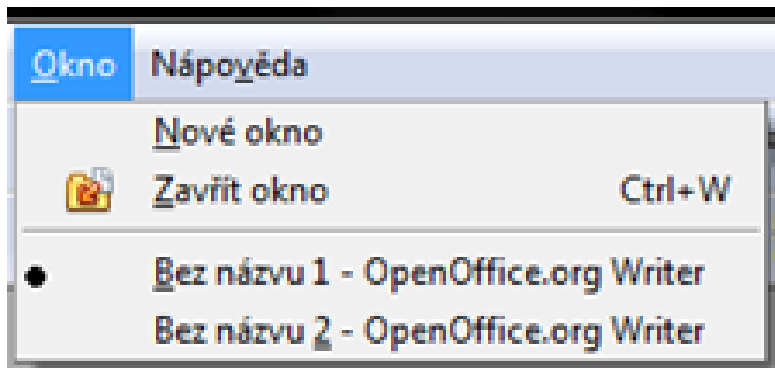 Okno Nápověda
Nové okno
Zavřít okno Ctrl+W
Bez názvu 1 - OpenOffice.org Writer
Bez názvu 2 - OpenOffice.org Writer